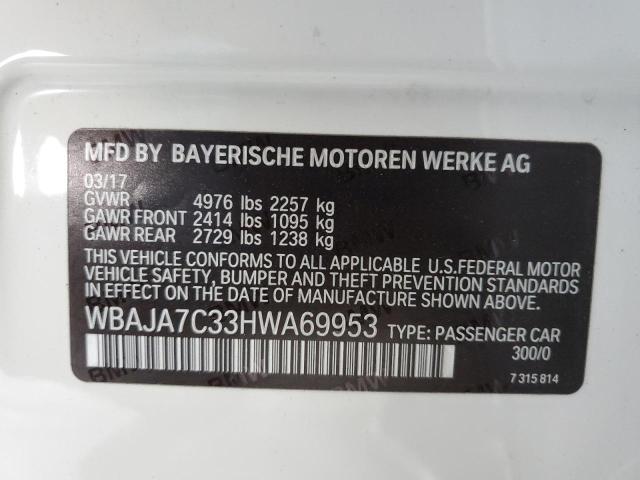 MFD BY BAYERISCHE MOTOREN WERKE AG
03/17
GVWR 4976 lbs 2257 kg
GAWR FRONT 2414 lbs 1095 kg
GAWR REAR 2729 lbs 1238 kg
THIS VEHICLE CONFORMS TO ALL APPLICABLE U.S.FEDERAL MOTOR
VEHICLE SAFETY, BUMPER AND THEFT PREVENTION STANDARDS
IN EFFECT ON THE DATE OF MANUFACTURE SHOWN ABOVE.
WBAJA7C33HWA69953 TYPE: PASSENGER CAR
300/0
7 315 814